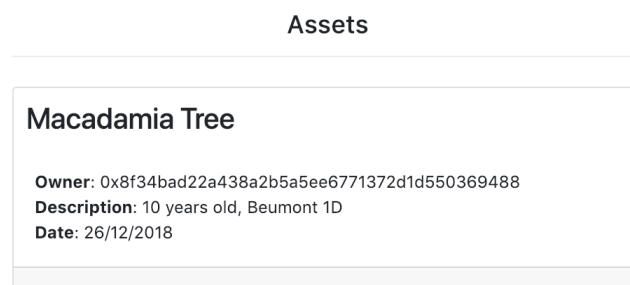 Assets
Macadamia Tree
Owner: 0x8f34bad22a438a2b5a5ee6771372d1d550369488
Description: 10 years old, Beumont 1D
Date: 26/12/2018